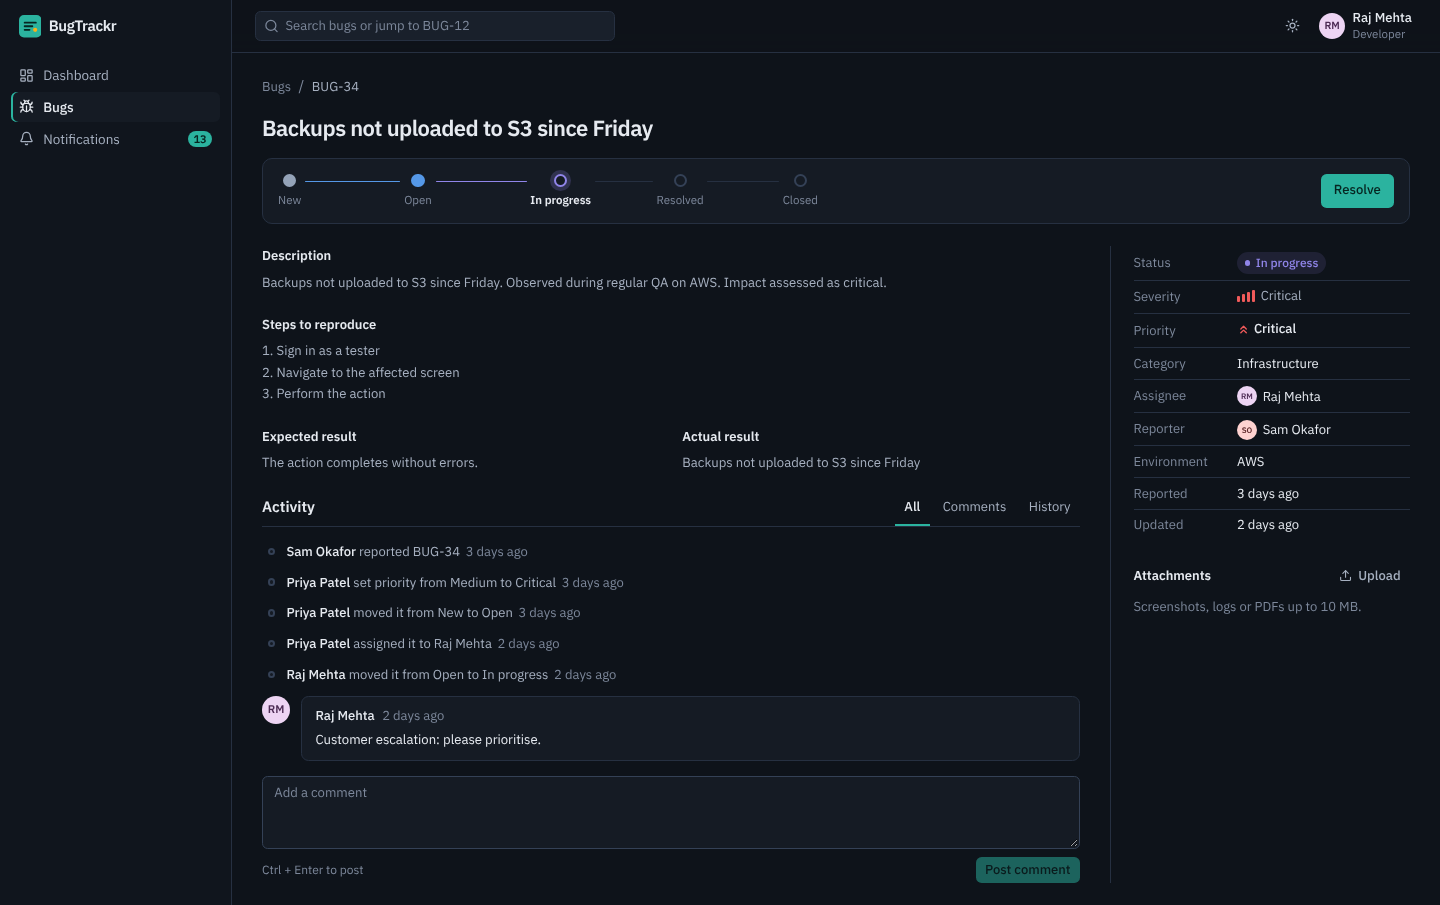 BugTrackr
Search bugs or jump to BUG-12
RM
Raj Mehta
Developer
Dashboard
Bugs
Notifications 13
Bugs / BUG-34
Backups not uploaded to S3 since Friday
New Open In progress Resolved Closed
Resolve
Description
Backups not uploaded to S3 since Friday. Observed during regular QA on AWS. Impact assessed as critical.
Steps to reproduce
1. Sign in as a tester
2. Navigate to the affected screen
3. Perform the action
Expected result
The action completes without errors.
Actual result
Backups not uploaded to S3 since Friday
Activity
All Comments History
Sam Okafor reported BUG-34 3 days ago
Priya Patel set priority from Medium to Critical 3 days ago
Priya Patel moved it from New to Open 3 days ago
Priya Patel assigned it to Raj Mehta 2 days ago
Raj Mehta moved it from Open to In progress 2 days ago
RM
Raj Mehta 2 days ago
Customer escalation: please prioritise.
Add a comment
Ctrl + Enter to post
Post comment
Status In progress
Severity Critical
Priority Critical
Category Infrastructure
Assignee RM Raj Mehta
Reporter SO Sam Okafor
Environment AWS
Reported 3 days ago
Updated 2 days ago
Attachments Upload
Screenshots, logs or PDFs up to 10 MB.